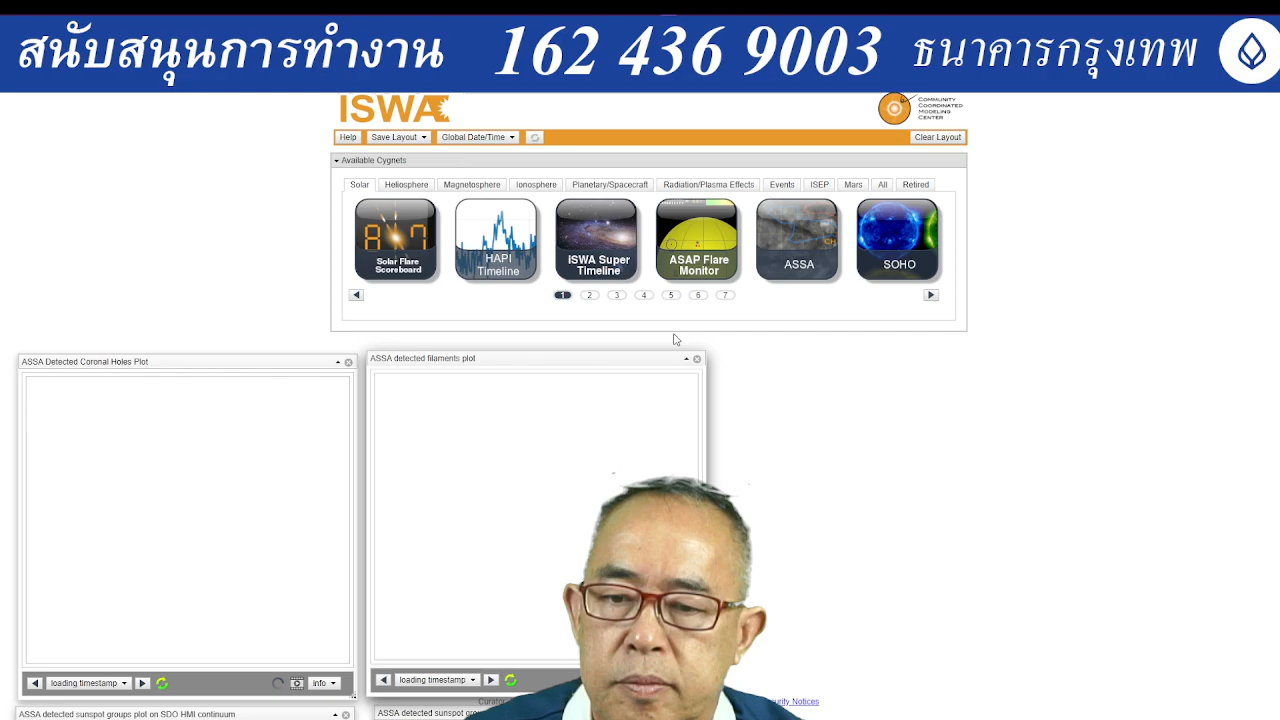 สนับสนุนการทำงาน 162 436 9003 ธนาคารกรุงเทพ
ISWA
COMMUNITY
COORDINATED
MODELING
CENTER
Help Save Layout Global Date/Time Clear Layout
Available Cygnets
Solar Heliosphere Magnetosphere Ionosphere Planetary/Spacecraft Radiation/Plasma Effects Events ISEP Mars All Retired
Solar Flare
Scoreboard
HAPI
Timeline
iSWA Super
Timeline
ASAP Flare
Monitor
CH
ASSA
SOHO
1 2 3 4 5 6 7
ASSA Detected Coronal Holes Plot
ASSA detected filaments plot
loading timestamp info
loading timestamp
urity Notices
ASSA detected sunspot groups plot on SDO HMI continuum
ASSA detected sunspot